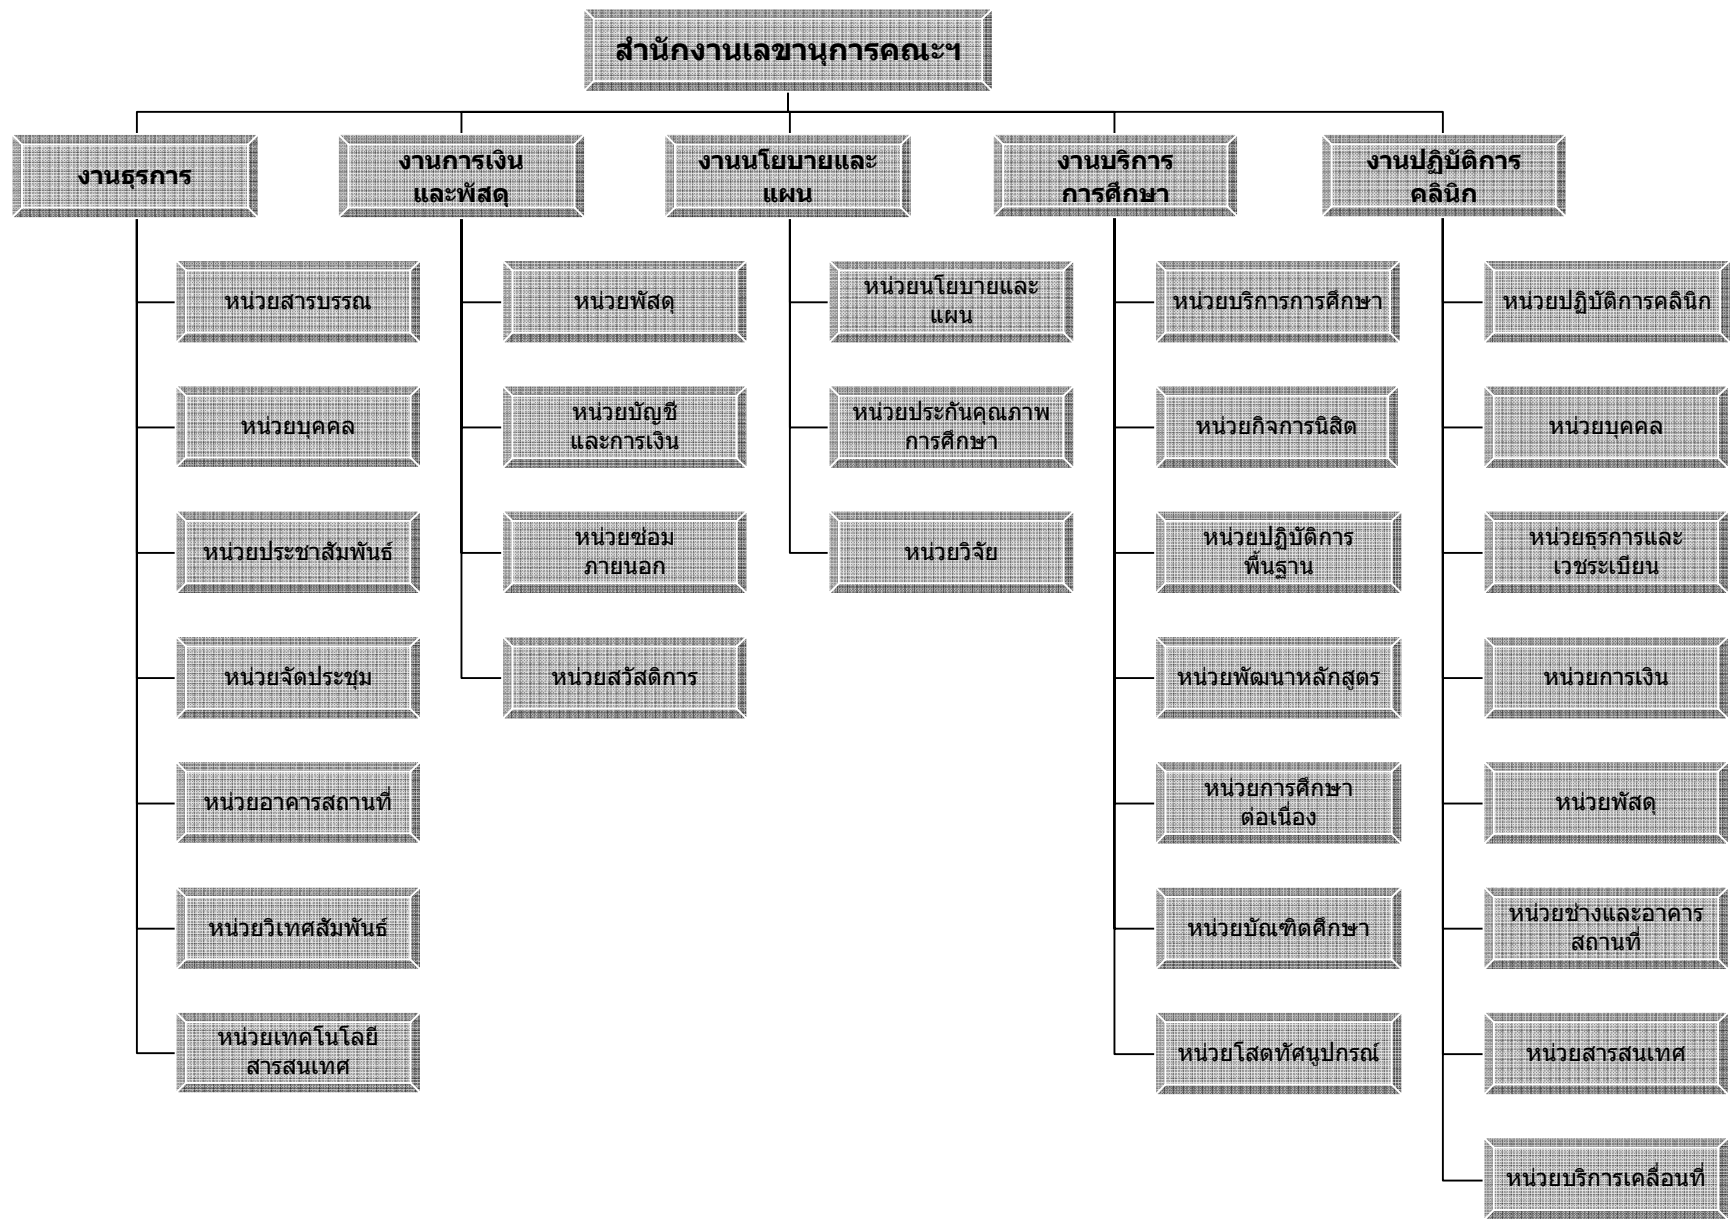 สำนักงานเลขานุการคณะฯ
งานธุรการ
หน่วยสารบรรณ
หน่วยบุคคล
หน่วยประชาสัมพันธ์
หน่วยจัดประชุม
หน่วยอาคารสถานที่
หน่วยวิเทศสัมพันธ์
หน่วยเทคโนโลยี
สารสนเทศ
งานการเงิน
และพัสดุ
หน่วยพัสดุ
หน่วยบัญชี
และการเงิน
หน่วยซ่อม
ภายนอก
หน่วยสวัสดิการ
งานนโยบายและ
แผน
หน่วยนโยบายและ
แผน
หน่วยประกันคุณภาพ
การศึกษา
หน่วยวิจัย
งานบริการ
การศึกษา
หน่วยบริการการศึกษา
หน่วยกิจการนิสิต
หน่วยปฏิบัติการ
พื้นฐาน
หน่วยพัฒนาหลักสูตร
หน่วยการศึกษา
ต่อเนื่อง
หน่วยบัณฑิตศึกษา
หน่วยโสตทัศนูปกรณ์
งานปฏิบัติการ
คลินิก
หน่วยปฏิบัติการคลินิก
หน่วยบุคคล
หน่วยธุรการและ
เวชระเบียน
หน่วยการเงิน
หน่วยพัสดุ
หน่วยช่างและอาคาร
สถานที่
หน่วยสารสนเทศ
หน่วยบริการเคลื่อนที่